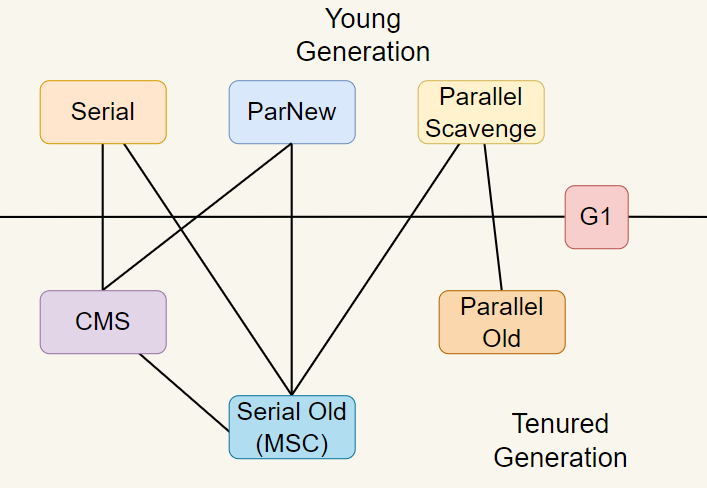 Young
Generation
Serial
ParNew
Parallel
Scavenge
G1
CMS
Parallel
Old
Serial Old
(MSC)
Tenured
Generation